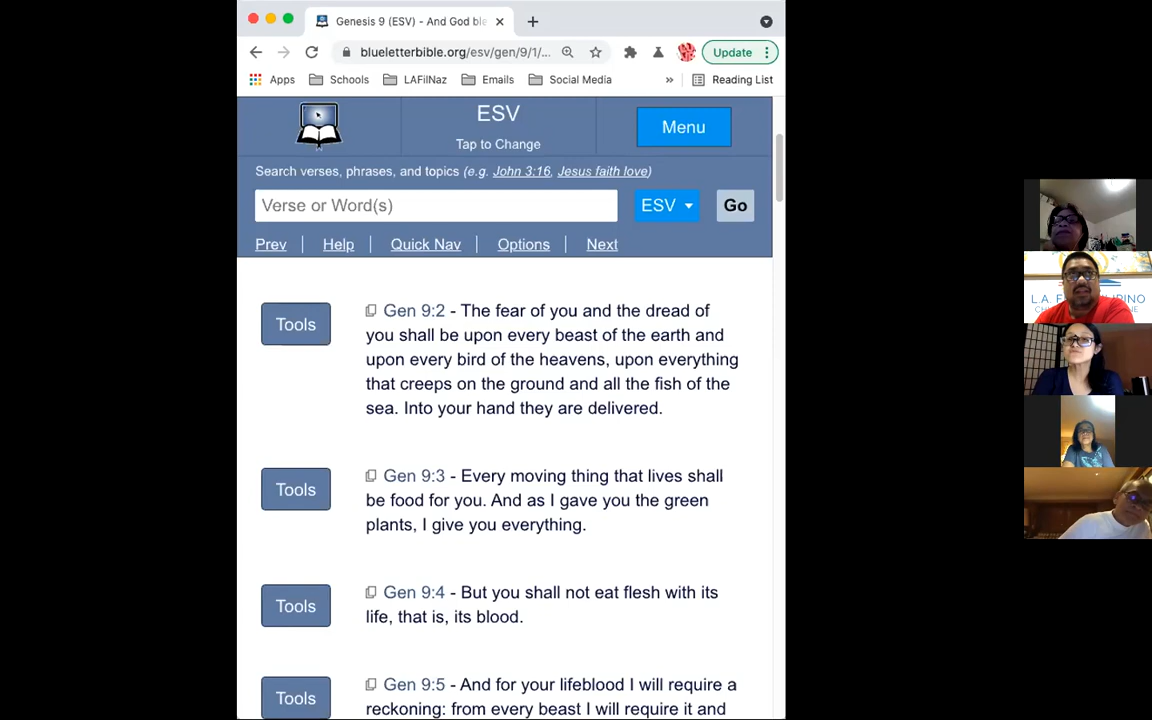 Genesis 9 (ESV) - And God ble
blueletterbible.org/esv/gen/9/1/...
Update
Apps
Schools
LAFilNaz
Emails
Social Media
»
Reading List
ESV
Tap to Change
Menu
Search verses, phrases, and topics (e.g. John 3:16, Jesus faith love)
Verse or Word(s)
ESV
Go
Prev
Help
Quick Nav
Options
Next
Tools
Gen 9:2 - The fear of you and the dread of
you shall be upon every beast of the earth and
upon every bird of the heavens, upon everything
that creeps on the ground and all the fish of the
sea. Into your hand they are delivered.
Tools
Gen 9:3 - Every moving thing that lives shall
be food for you. And as I gave you the green
plants, I give you everything.
Tools
Gen 9:4 - But you shall not eat flesh with its
life, that is, its blood.
Tools
Gen 9:5 - And for your lifeblood I will require a
reckoning: from every beast I will require it and
L.A. F
LIPINO